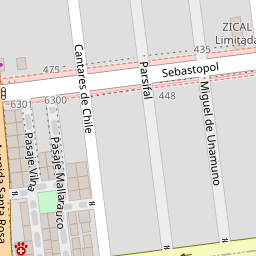 ZICAL
Limitada
435
475
Sebastopol
448
6301
6300
Cantares de Chile
Parsifal
Miguel de Unamuno
Pasaje Vilva
Pasaje Mallarauco
Avenida Santa Rosa